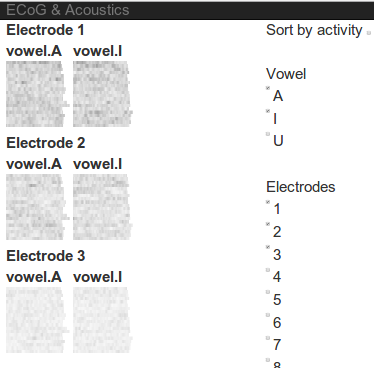 ECoG & Acoustics
Electrode 1
vowel.A vowel.I
Electrode 2
vowel.A vowel.I
Electrode 3
vowel.A vowel.I
Sort by activity
Vowel
A
I
U
Electrodes
1
2
3
4
5
6
7
8